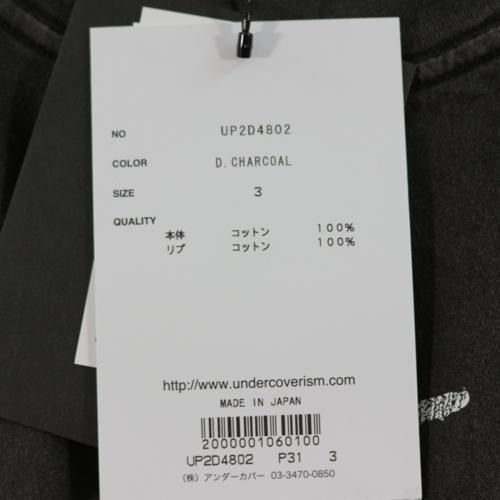 NO UP2D4802
COLOR D.CHARCOAL
SIZE 3
QUALITY
本体 コットン 100%
リブ コットン 100%
http://www.undercoverism.com
MADE IN JAPAN
2000001060100
UP2D4802 P31 3
(株) アンダーカバー 03-3470-0850